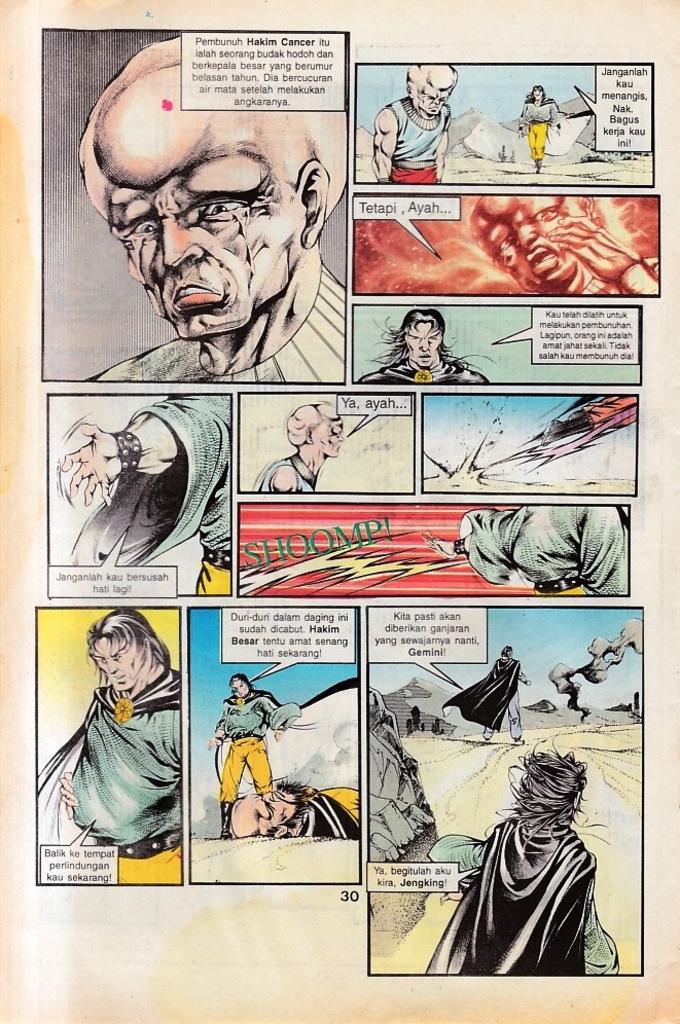 Pembunuh Hakim Cancer itu
ialah seorang budak hodoh dan
berkepala besar yang berumur
belasan tahun. Dia bercucuran
air mata setelah melakukan
angkaranya.
Janganlah
kau
menangis,
Nak.
Bagus
kerja kau
ini!
Tetapi , Ayah...
Kau telah dilatih untuk
melakukan pembunuhan.
Lagipun, orang ini adalah
amat jahat sekali. Tidak
salah kau membunuh dia!
Janganlah kau bersusah
hati lagi!
Ya, ayah...
SHOOMP!
Balik ke tempat
perlindungan
kau sekarang!
Duri-duri dalam daging ini
sudah dicabut. Hakim
Besar tentu amat senang
hati sekarang!
Kita pasti akan
diberikan ganjaran
yang sewajarnya nanti,
Gemini!
Ya, begitulah aku
kira, Jengking!
30